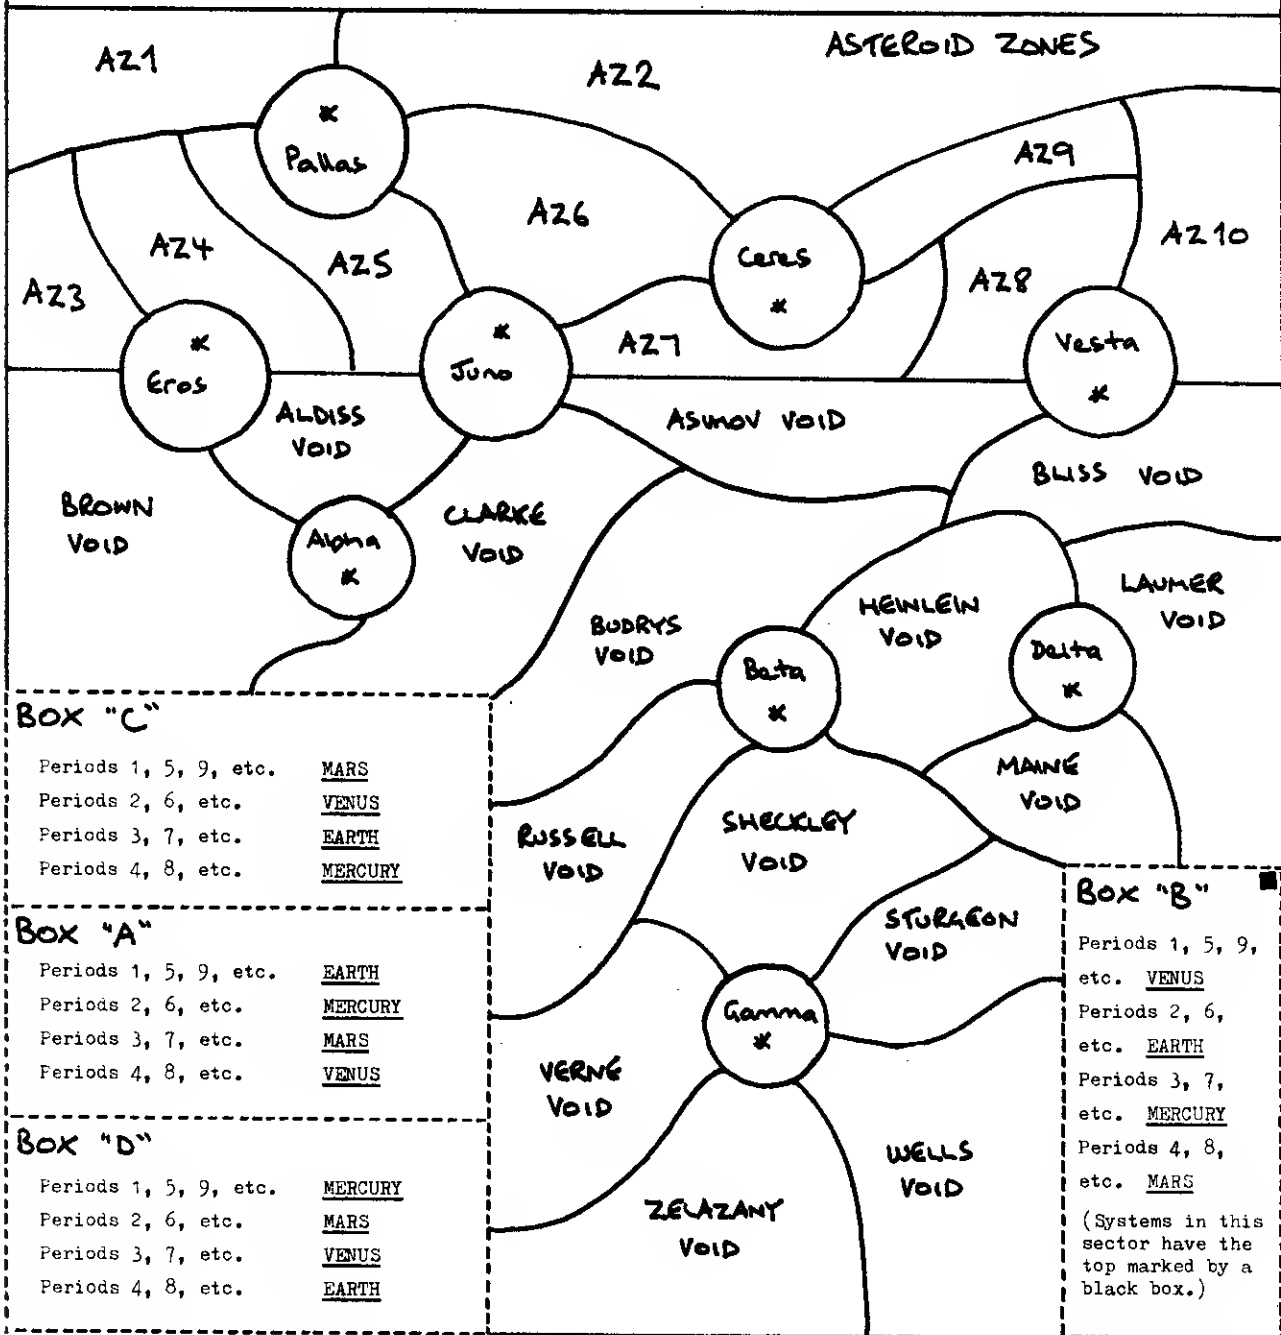 ASTEROID ZONES
AZ1
AZ2
*
Pallas
AZ9
AZ6
AZ10
AZ4
AZ5
Ceres
*
AZ8
AZ3
*
Eros
*
Juno
AZ7
Vesta
*
ALDISS
VOID
ASIMOV VOID
BLISS VOID
BROWN
VOID
CLARKE
VOID
Alpha
*
HEINLEIN
VOID
LAUMER
VOID
BUDRYS
VOID
Beta
*
Delta
*
BOX "C"
Periods 1, 5, 9, etc. MARS
Periods 2, 6, etc. VENUS
Periods 3, 7, etc. EARTH
Periods 4, 8, etc. MERCURY
MAINE
VOID
RUSSELL
VOID
SHECKLEY
VOID
BOX "A"
Periods 1, 5, 9, etc. EARTH
Periods 2, 6, etc. MERCURY
Periods 3, 7, etc. MARS
Periods 4, 8, etc. VENUS
STURGEON
VOID
BOX "B"
Periods 1, 5, 9,
etc. VENUS
Periods 2, 6,
etc. EARTH
Periods 3, 7,
etc. MERCURY
Periods 4, 8,
etc. MARS
(Systems in this
sector have the
top marked by a
black box.)
Gamma
*
VERNE
VOID
WELLS
VOID
BOX "D"
Periods 1, 5, 9, etc. MERCURY
Periods 2, 6, etc. MARS
Periods 3, 7, etc. VENUS
Periods 4, 8, etc. EARTH
ZELAZANY
VOID